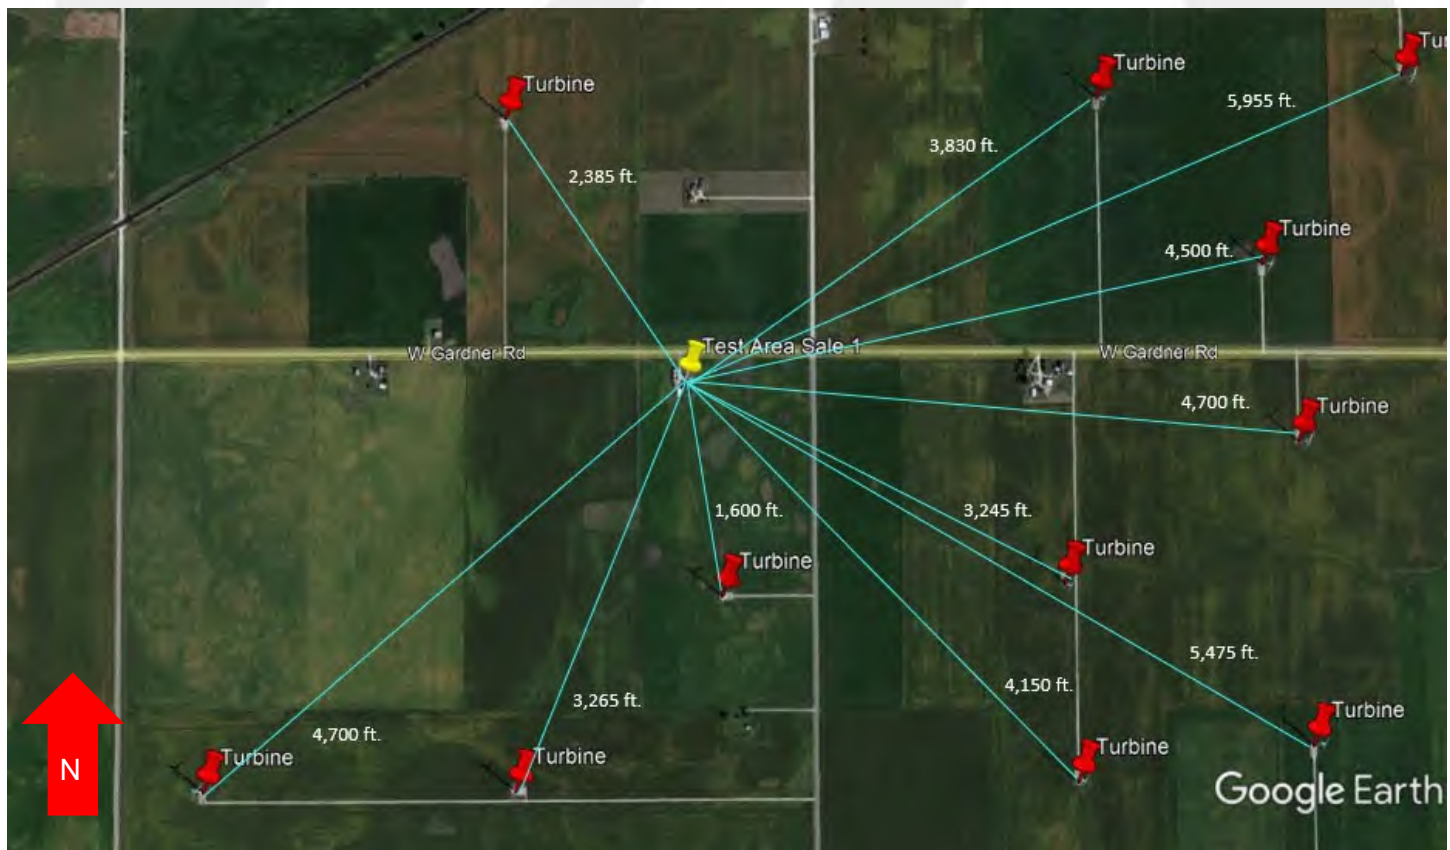 Tur
Turbine
Turbine
5,955 ft.
3,830 ft.
2,385 ft.
Turbine
4,500 ft.
Test Area Sale 1
W Gardner Rd
W Gardner Rd
4,700 ft.
Turbine
1,600 ft.
3,245 ft.
Turbine
Turbine
5,475 ft.
4,150 ft.
3,265 ft.
Turbine
4,700 ft.
Turbine
Turbine
Turbine
N
Google Earth